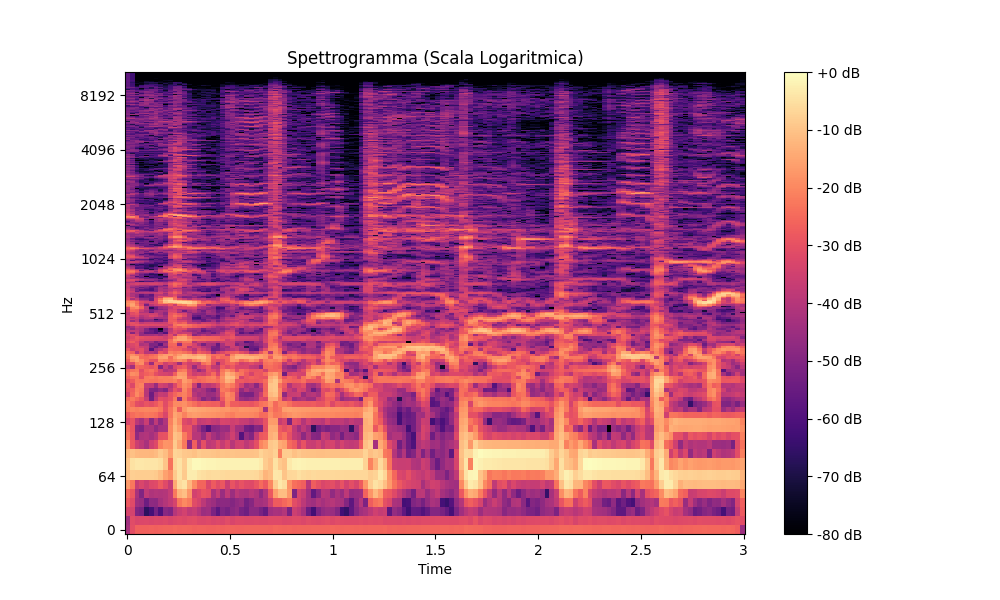 Spettrogramma (Scala Logaritmica)
Hz
8192
4096
2048
1024
512
256
128
64
0
0 0.5 1 1.5 2 2.5 3
Time
+0 dB
-10 dB
-20 dB
-30 dB
-40 dB
-50 dB
-60 dB
-70 dB
-80 dB